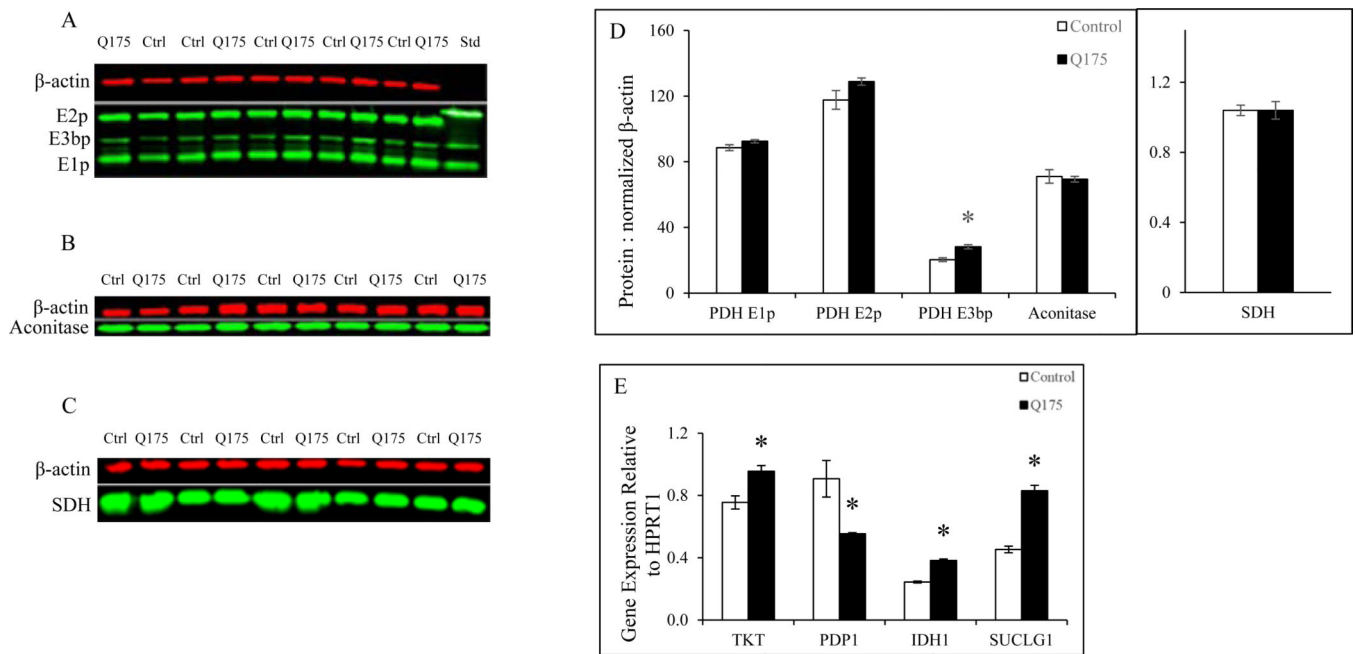 A
Q175 Ctrl Ctrl Q175 Ctrl Q175 Ctrl Q175 Ctrl Q175 Std
β-actin
E2p
E3bp
E1p
B
Ctrl Q175 Ctrl Q175 Ctrl Q175 Ctrl Q175 Ctrl Q175
β-actin
Aconitase
C
Ctrl Q175 Ctrl Q175 Ctrl Q175 Ctrl Q175 Ctrl Q175
β-actin
SDH
D
Control
Q175
Protein : normalized β-actin
160
120
80
40
0
*
PDH E1p PDH E2p PDH E3bp Aconitase
1.2
0.8
0.4
0
SDH
E
Control
Q175
Gene Expression Relative
to HPRT1
1.2
0.8
0.4
0.0
* * * *
TKT PDP1 IDH1 SUCLG1